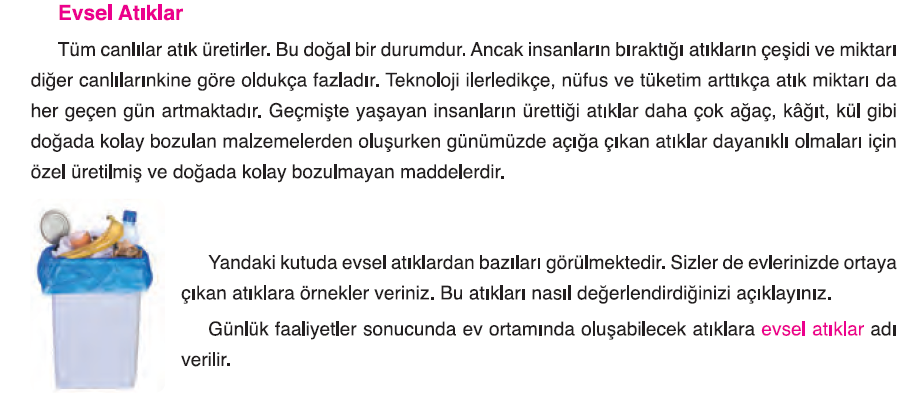 Evsel Atıklar
Tüm canlılar atık üretirler. Bu doğal bir durumdur. Ancak insanların bıraktığı atıkların çeşidi ve miktarı
diğer canlılarınkine göre oldukça fazladır. Teknoloji ilerledikçe, nüfus ve tüketim arttıkça atık miktarı da
her geçen gün artmaktadır. Geçmişte yaşayan insanların ürettiği atıklar daha çok ağaç, kâğıt, kül gibi
doğada kolay bozulan malzemelerden oluşurken günümüzde açığa çıkan atıklar dayanıklı olmaları için
özel üretilmiş ve doğada kolay bozulmayan maddelerdir.
Yandaki kutuda evsel atıklardan bazıları görülmektedir. Sizler de evlerinizde ortaya
çıkan atıklara örnekler veriniz. Bu atıkları nasıl değerlendirdiğinizi açıklayınız.
Günlük faaliyetler sonucunda ev ortamında oluşabilecek atıklara evsel atıklar adı
verilir.